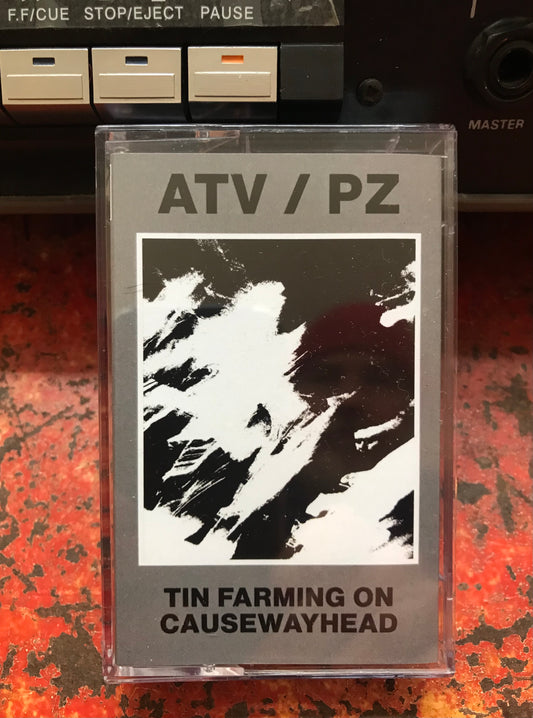 F.F/CUE STOP/EJECT PAUSE
MASTER
ATV / PZ
TIN FARMING ON
CAUSEWAYHEAD